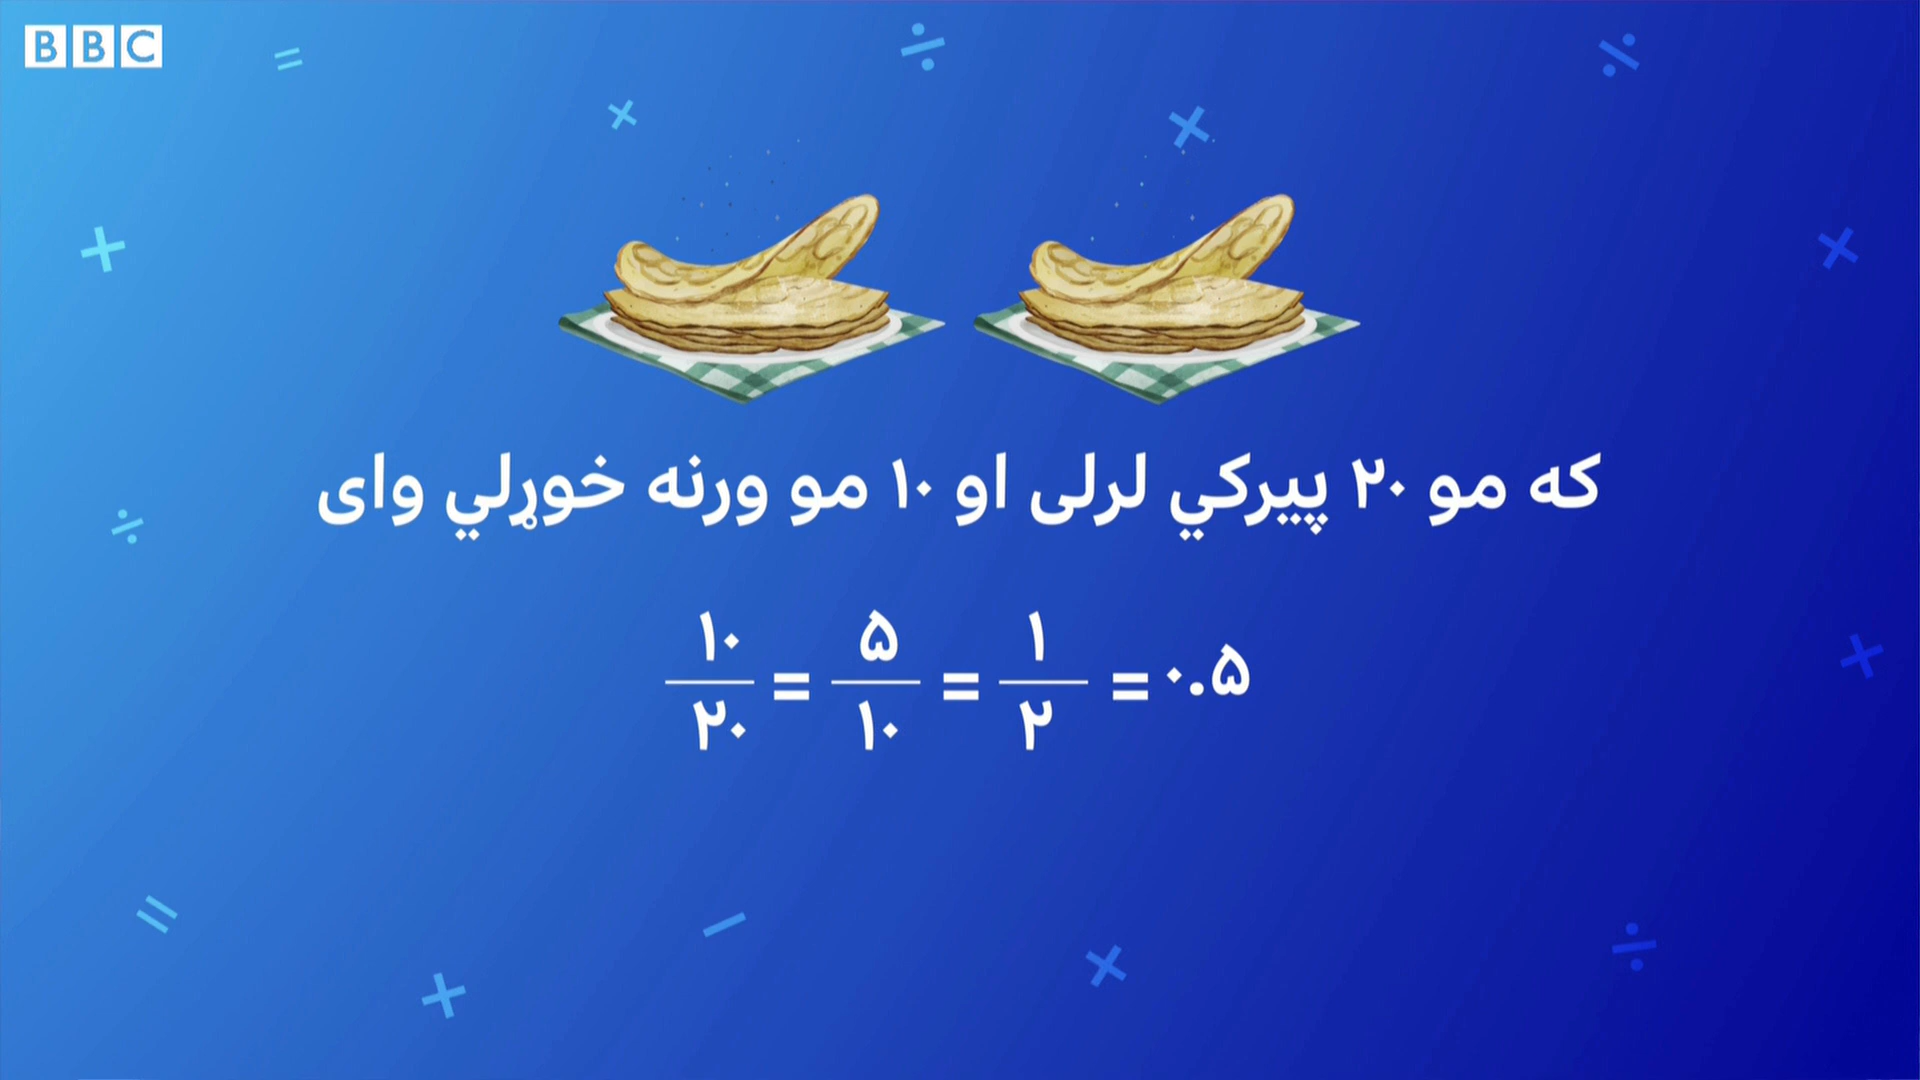 BBC
که مو ۲۰ پیرکي لرلی او ۱۰ مو ورنه خوړلي وای
۱۰/۲۰ = ۵/۱۰ = ۱/۲ = ۰.۵